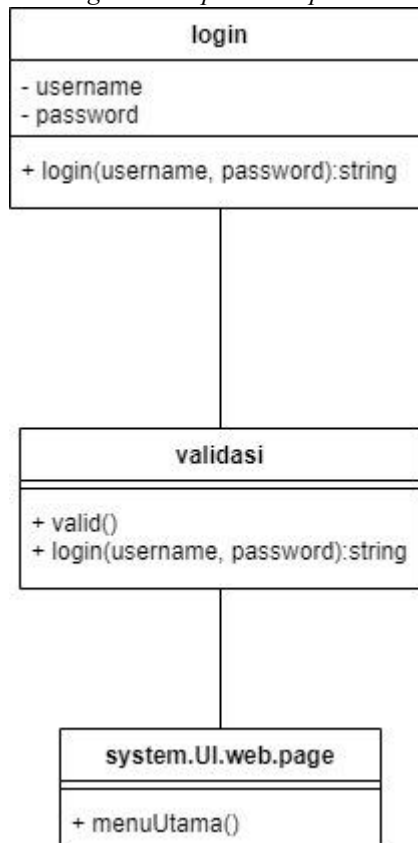 login
- username
- password
+ login(username, password):string
validasi
+ valid()
+ login(username, password):string
system.UI.web.page
+ menuUtama()